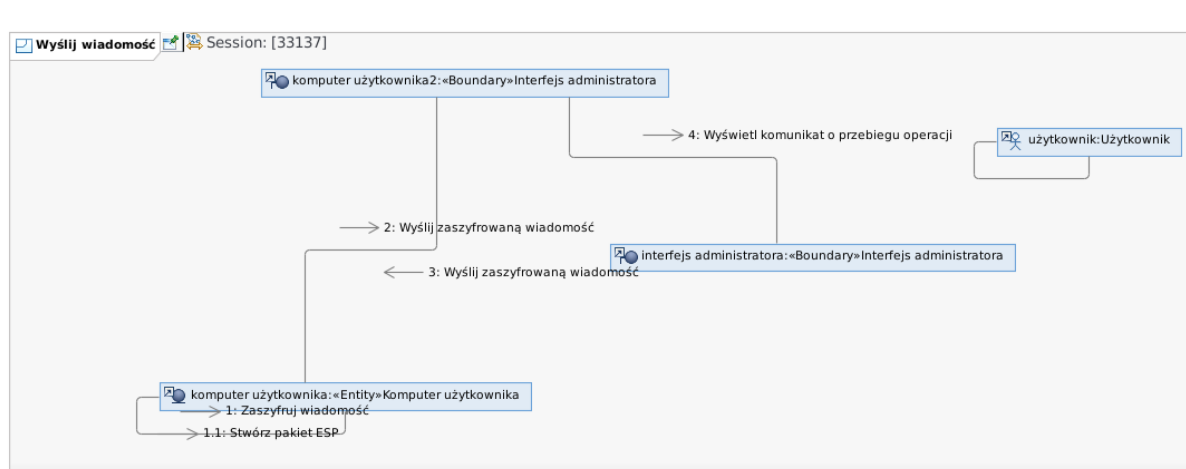 Wyślij wiadomość Session: [33137]
komputer użytkownika2:«Boundary»Interfejs administratora
4: Wyświetl komunikat o przebiegu operacji
użytkownik:Użytkownik
2: Wyślij zaszyfrowaną wiadomość
interfejs administratora:«Boundary»Interfejs administratora
3: Wyślij zaszyfrowaną wiadomość
komputer użytkownika:«Entity»Komputer użytkownika
1: Zaszyfruj wiadomość
1.1: Stwórz pakiet ESP